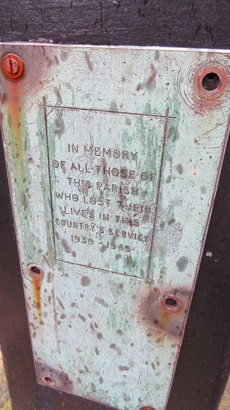 IN MEMORY
OF ALL THOSE OF
THIS PARISH
WHO LOST THEIR
LIVES IN THIS
COUNTRY'S SERVICE
1939 - 1945